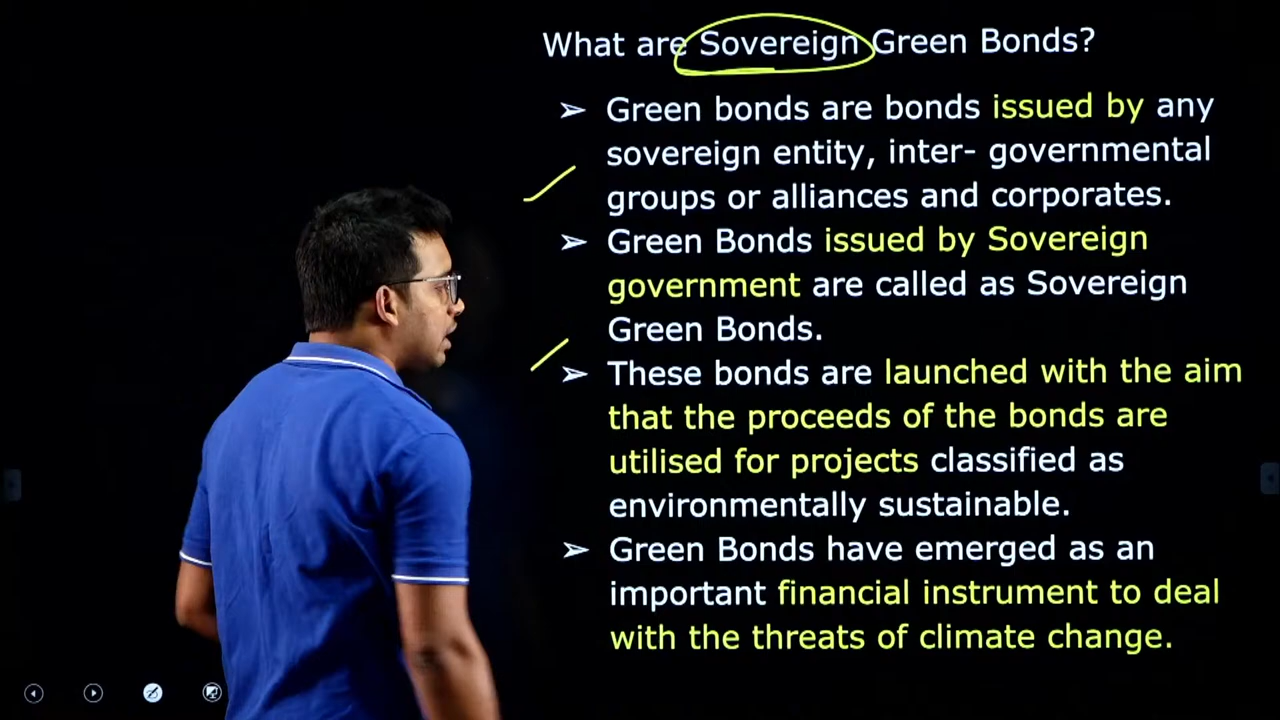 What are Sovereign Green Bonds?
➢ Green bonds are bonds issued by any
sovereign entity, inter- governmental
groups or alliances and corporates.
➢ Green Bonds issued by Sovereign
government are called as Sovereign
Green Bonds.
➢ These bonds are launched with the aim
that the proceeds of the bonds are
utilised for projects classified as
environmentally sustainable.
➢ Green Bonds have emerged as an
important financial instrument to deal
with the threats of climate change.